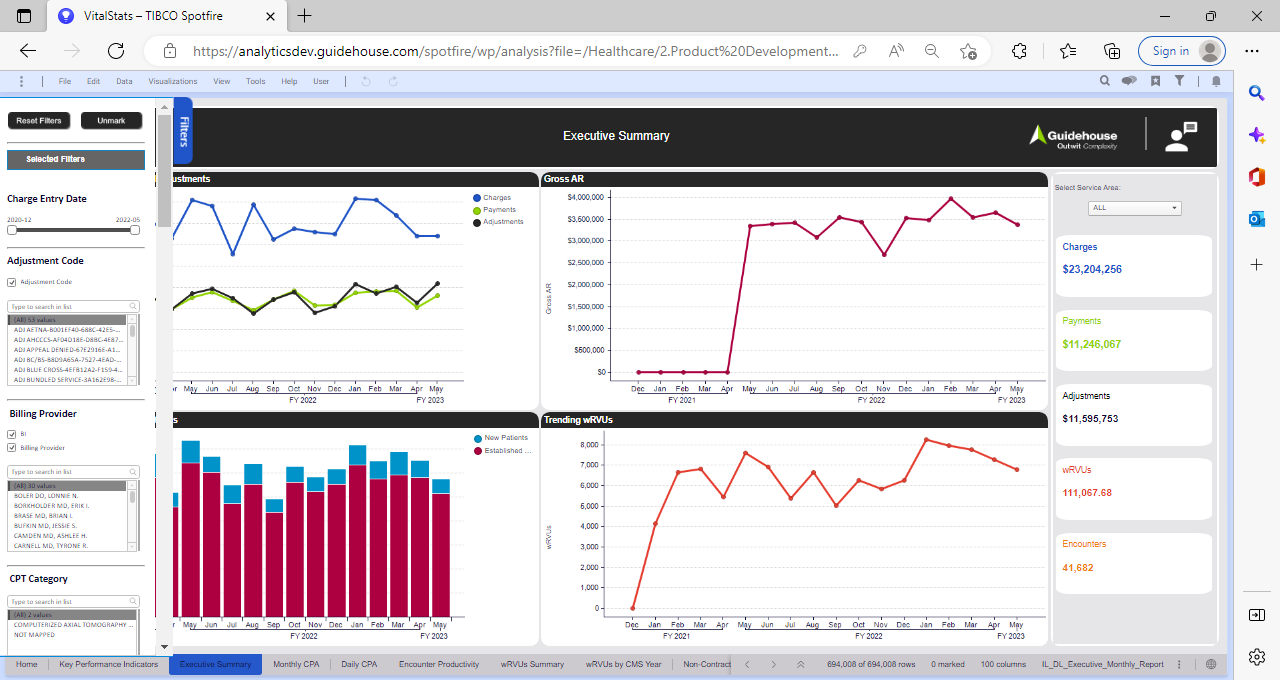 VitalStats – TIBCO Spotfire
https://analyticsdev.guidehouse.com/spotfire/wp/analysis?file=/Healthcare/2.Product%20Development...
Sign in
File Edit Data Visualizations View Tools Help User
Reset Filters Unmark
Selected Filters
Charge Entry Date
2020-12 2022-05
Adjustment Code
Adjustment Code
Type to search in list
(All) 53 values
ADJ AETNA-B001EF40-688C-42E5-...
ADJ AHCCCS-AF04D18E-D8BC-4E87...
ADJ APPEAL DENIED-67E2916E-A1...
ADJ BC/BS-B8D9A65A-7527-4EAD-...
ADJ BLUE CROSS-4EFB12A2-F159-4...
ADJ BUNDLED SERVICE-3A162E98-...
Billing Provider
BI
Billing Provider
Type to search in list
(All) 30 values
BOLER DO, LONNIE N.
BORKHOLDER MD, ERIK I.
BRASE MD, BRIAN I.
BUFKIN MD, JESSIE S.
CAMDEN MD, ASHLEE H.
CARNELL MD, TYRONE R.
CPT Category
Type to search in list
(All) 2 values
COMPUTERIZED AXIAL TOMOGRAPHY ...
NOT MAPPED
Filters
Executive Summary
Guidehouse
Outwit Complexity
ustments
Charges
Payments
Adjustments
r May Jun Jul Aug Sep Oct Nov Dec Jan Feb Mar Apr May
FY 2022 FY 2023
Gross AR
$4,000,000
$3,500,000
$3,000,000
$2,500,000
$2,000,000
$1,500,000
$1,000,000
$500,000
$0
Gross AR
Dec Jan Feb Mar Apr May Jun Jul Aug Sep Oct Nov Dec Jan Feb Mar Apr May
FY 2021 FY 2022 FY 2023
s
New Patients
Established ...
May Jun Jul Aug Sep Oct Nov Dec Jan Feb Mar Apr May
FY 2022 FY 2023
Trending wRVUs
8,000
7,000
6,000
5,000
4,000
3,000
2,000
1,000
0
wRVUs
Dec Jan Feb Mar Apr May Jun Jul Aug Sep Oct Nov Dec Jan Feb Mar Apr May
FY 2021 FY 2022 FY 2023
Select Service Area:
ALL
Charges
$23,204,256
Payments
$11,246,067
Adjustments
$11,595,753
wRVUs
111,067.68
Encounters
41,682
Home Key Performance Indicators Executive Summary Monthly CPA Daily CPA Encounter Productivity wRVUs Summary wRVUs by CMS Year Non-Contract
694,008 of 694,008 rows 0 marked 100 columns IL_DL_Executive_Monthly_Report